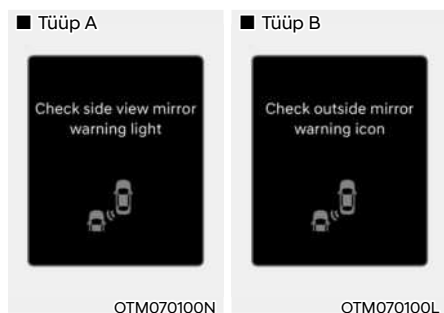 ■ Tüüp A
Check side view mirror
warning light
OTM070100N
■ Tüüp B
Check outside mirror
warning icon
OTM070100L